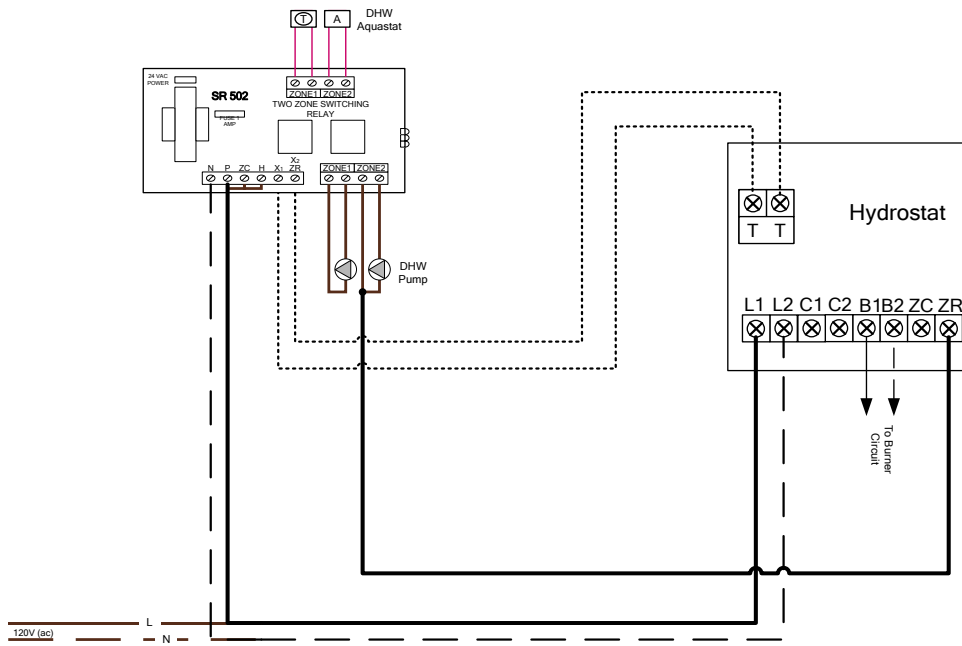 DHW
Aquastat
T
A
24 VAC
POWER
SR 502
ZONE1 ZONE2
TWO ZONE SWITCHING
RELAY
FUSE 1
AMP
X2
N P ZC H X1 ZR
ZONE1 ZONE2
DHW
Pump
Hydrostat
T T
L1 L2 C1 C2 B1 B2 ZC ZR
To Burner
Circuit
L
120V (ac)
N